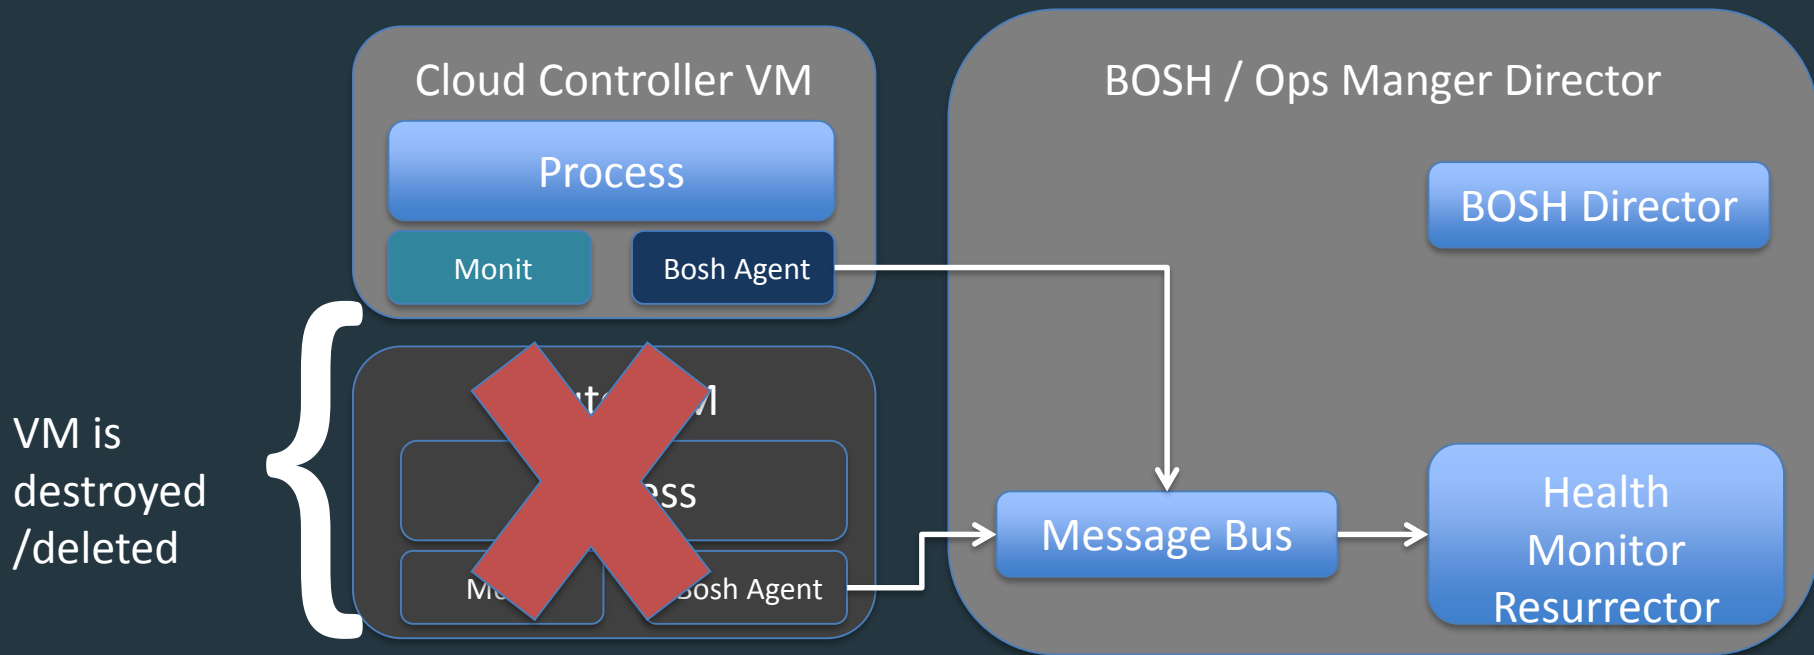 Cloud Controller VM
Process
Monit
Bosh Agent
BOSH / Ops Manger Director
BOSH Director
VM is
destroyed
/deleted
Agent
Message Bus
Health
Monitor
Resurrector